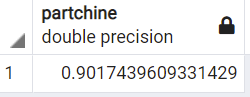 partchine
double precision
1 0.9017439609331429